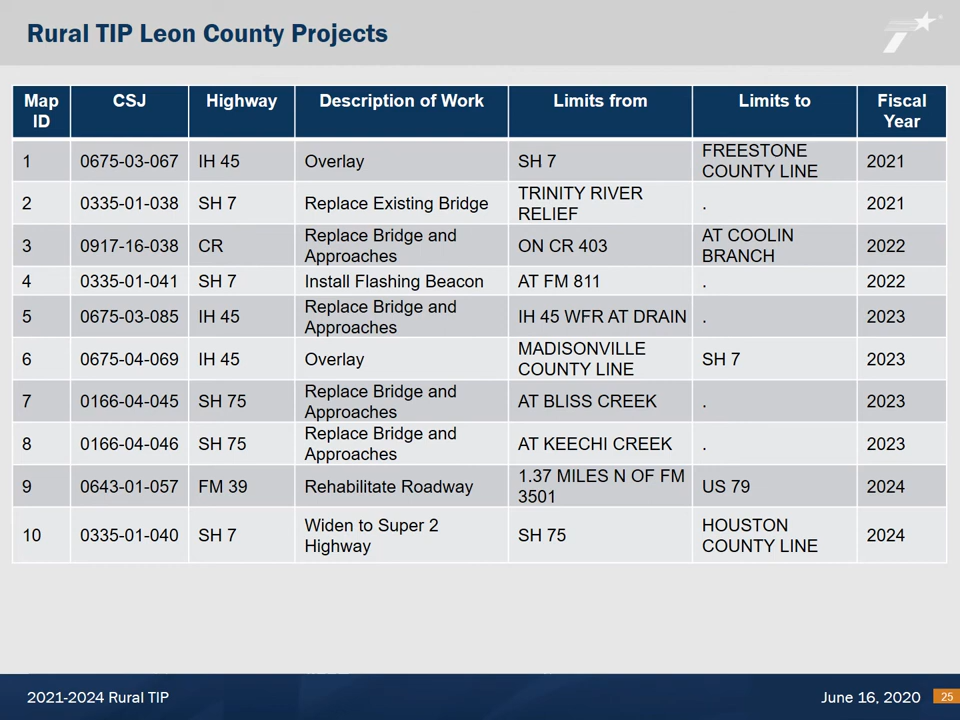 Rural TIP Leon County Projects
Map ID CSJ Highway Description of Work Limits from Limits to Fiscal Year
1 0675-03-067 IH 45 Overlay SH 7 FREESTONE COUNTY LINE 2021
2 0335-01-038 SH 7 Replace Existing Bridge TRINITY RIVER RELIEF . 2021
3 0917-16-038 CR Replace Bridge and Approaches ON CR 403 AT COOLIN BRANCH 2022
4 0335-01-041 SH 7 Install Flashing Beacon AT FM 811 . 2022
5 0675-03-085 IH 45 Replace Bridge and Approaches IH 45 WFR AT DRAIN . 2023
6 0675-04-069 IH 45 Overlay MADISONVILLE COUNTY LINE SH 7 2023
7 0166-04-045 SH 75 Replace Bridge and Approaches AT BLISS CREEK . 2023
8 0166-04-046 SH 75 Replace Bridge and Approaches AT KEECHI CREEK . 2023
9 0643-01-057 FM 39 Rehabilitate Roadway 1.37 MILES N OF FM 3501 US 79 2024
10 0335-01-040 SH 7 Widen to Super 2 Highway SH 75 HOUSTON COUNTY LINE 2024
2021-2024 Rural TIP June 16, 2020 25